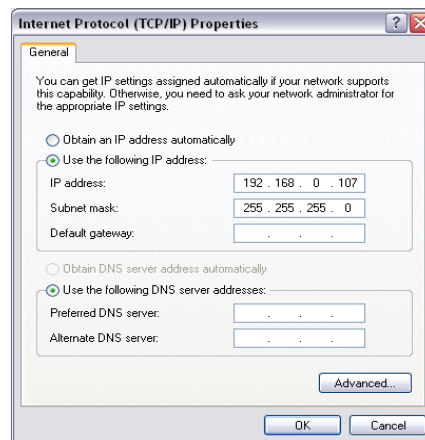 Internet Protocol (TCP/IP) Properties
General
You can get IP settings assigned automatically if your network supports
this capability. Otherwise, you need to ask your network administrator for
the appropriate IP settings.
Obtain an IP address automatically
Use the following IP address:
IP address: 192 . 168 . 0 . 107
Subnet mask: 255 . 255 . 255 . 0
Default gateway: . . .
Obtain DNS server address automatically
Use the following DNS server addresses:
Preferred DNS server: . . .
Alternate DNS server: . . .
Advanced...
OK Cancel